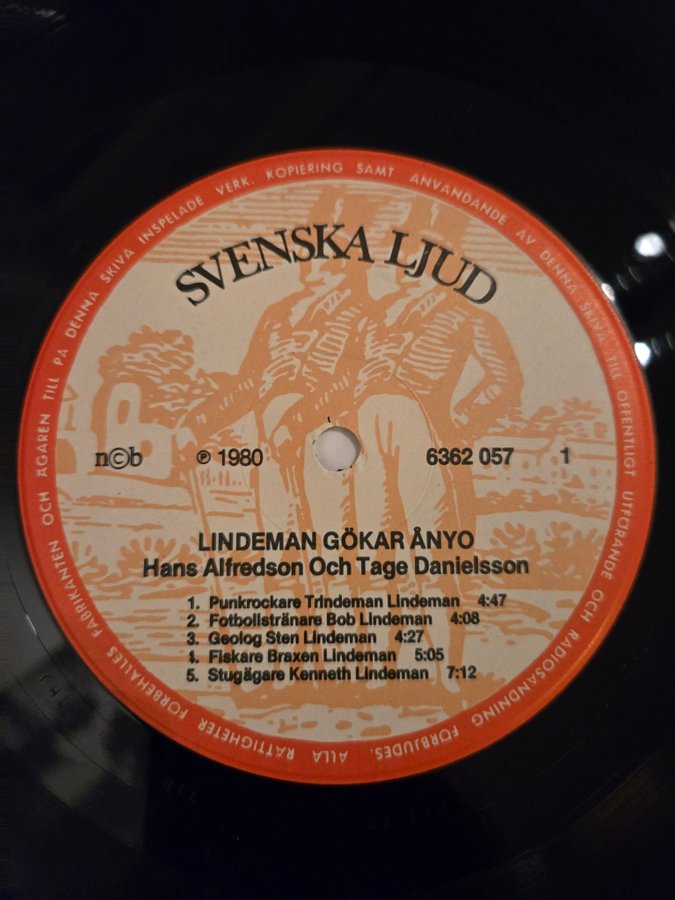 SVENSKA LJUD
n©b ℗ 1980 6362 057 1
LINDEMAN GÖKAR ÅNYO
Hans Alfredson Och Tage Danielsson
1. Punkrockare Trindeman Lindeman 4:47
2. Fotbollstränare Bob Lindeman 4:08
3. Geolog Sten Lindeman 4:27
4. Fiskare Braxen Lindeman 5:05
5. Stugägare Kenneth Lindeman 7:12
ALLA RÄTTIGHETER FÖRBEHÅLLES FABRIKANTEN OCH ÄGAREN TILL PÅ DENNA SKIVA INSPELADE VERK. KOPIERING SAMT ANVÄNDANDE AV DENNA SKIVA TILL OFFENTLIGT UTFÖRANDE OCH RADIOSÄNDNING FÖRBJUDES.